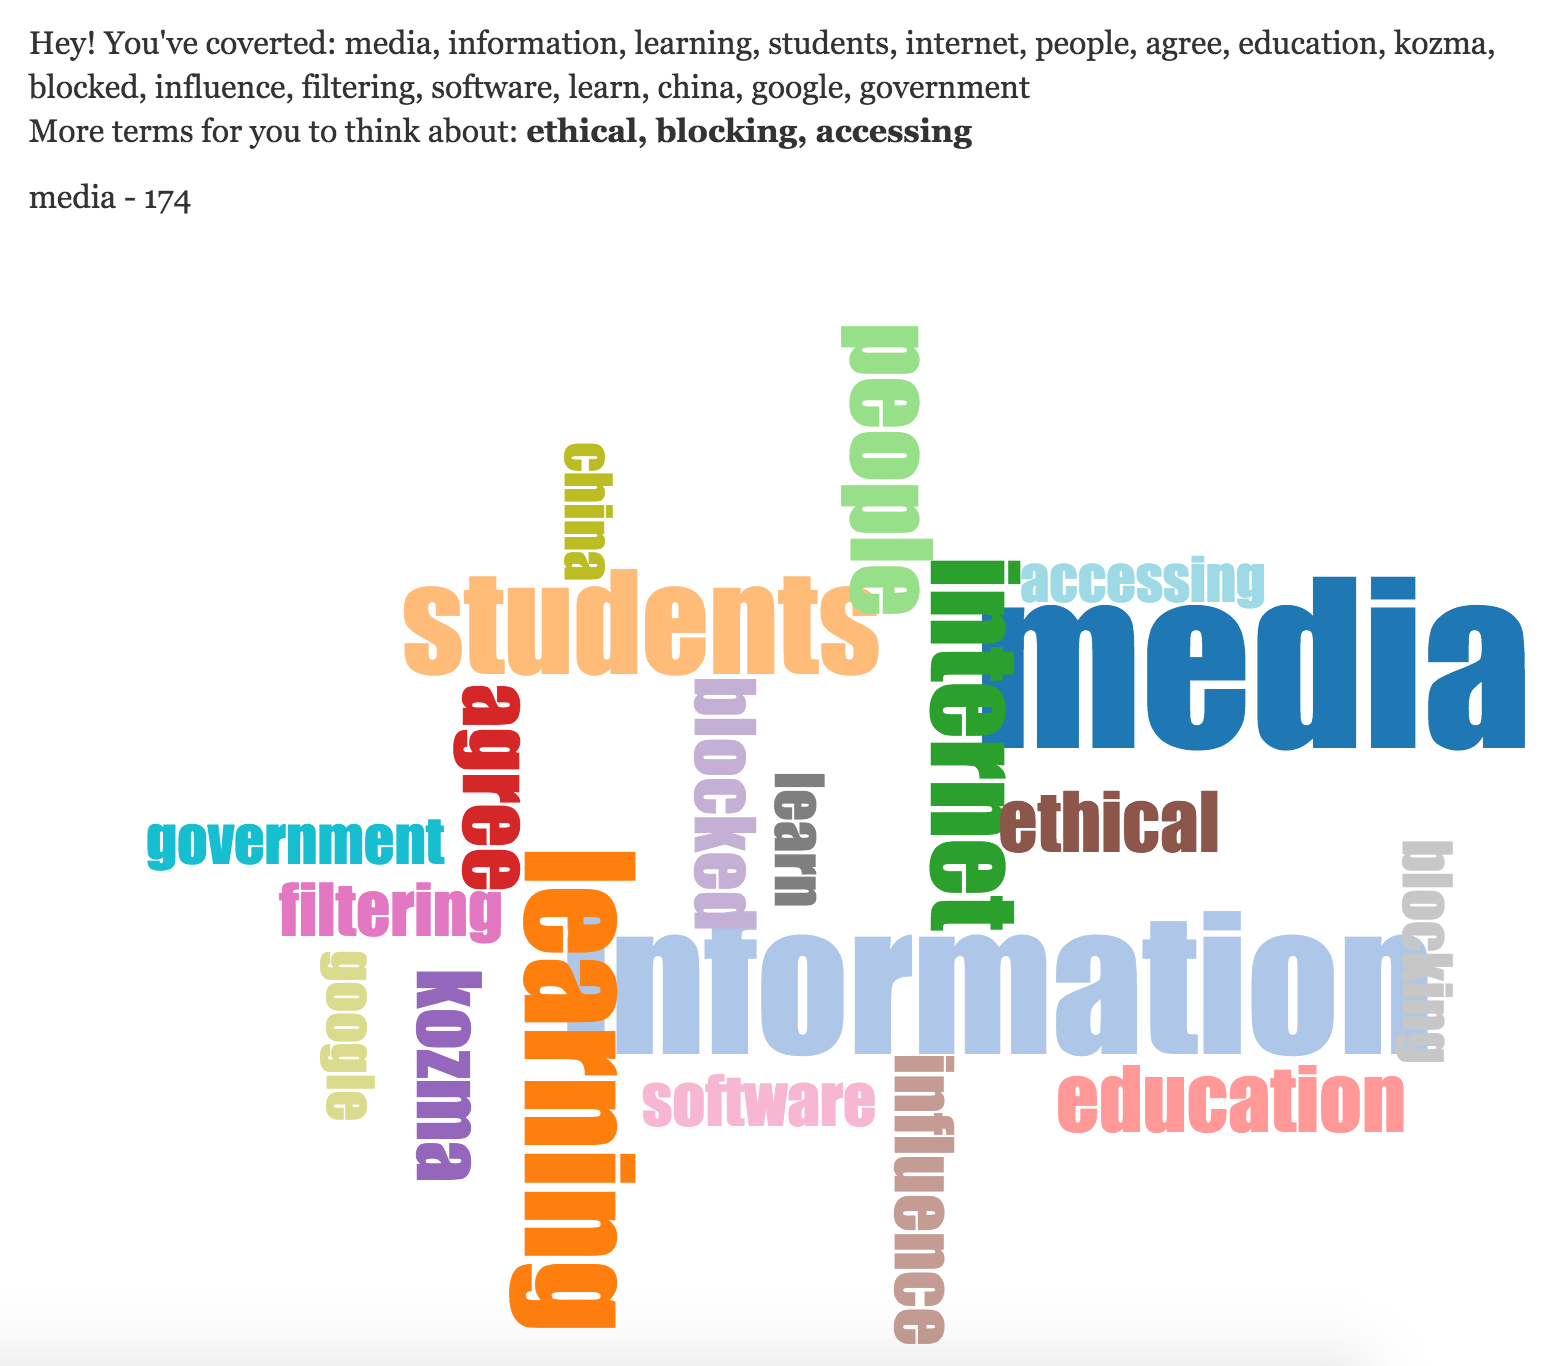 Hey! You've coverted: media, information, learning, students, internet, people, agree, education, kozma,
blocked, influence, filtering, software, learn, china, google, government
More terms for you to think about: ethical, blocking, accessing
media - 174
people
china
students
internet
accessing
media
agree
blocked
learn
ethical
government
filtering
learning
information
blocking
google
kozma
software
influence
education